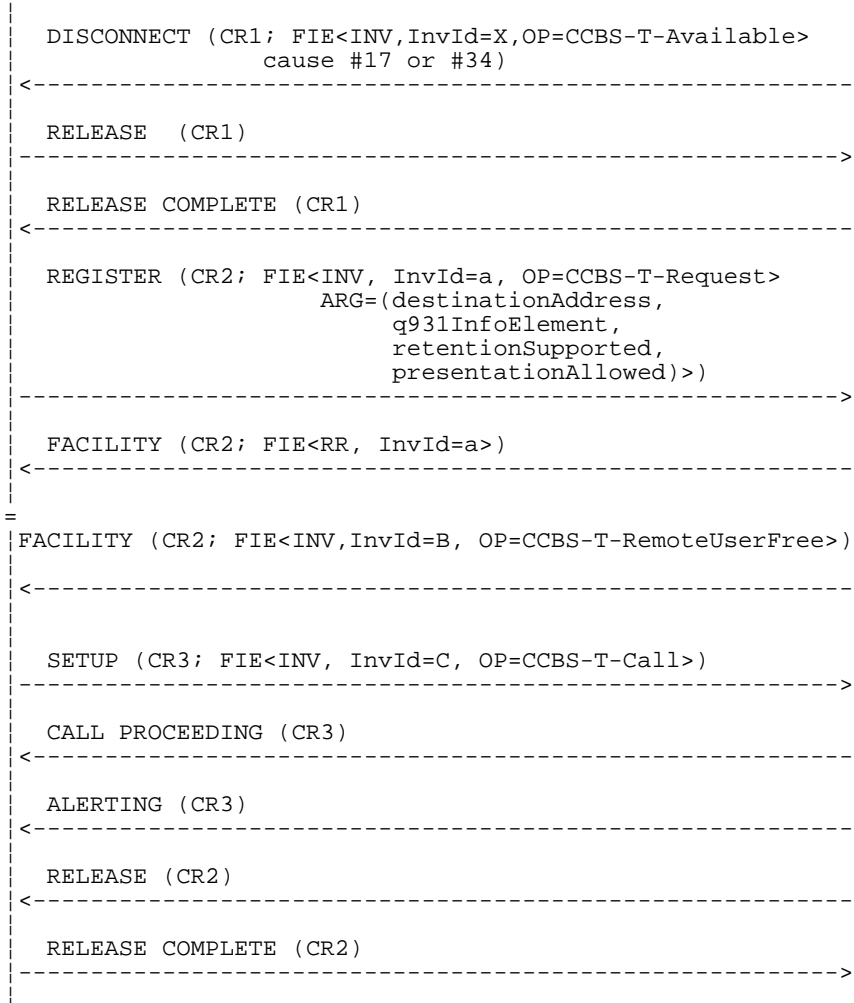 DISCONNECT (CR1; FIE<INV,InvId=X,OP=CCBS-T-Available>
cause #17 or #34)
<---------------------------------------------------------
RELEASE (CR1)
--------------------------------------------------------->
RELEASE COMPLETE (CR1)
<---------------------------------------------------------
REGISTER (CR2; FIE<INV, InvId=a, OP=CCBS-T-Request>
ARG=(destinationAddress,
q931InfoElement,
retentionSupported,
presentationAllowed)>)
--------------------------------------------------------->
FACILITY (CR2; FIE<RR, InvId=a>)
<---------------------------------------------------------
=
FACILITY (CR2; FIE<INV,InvId=B, OP=CCBS-T-RemoteUserFree>)
<---------------------------------------------------------
SETUP (CR3; FIE<INV, InvId=C, OP=CCBS-T-Call>)
--------------------------------------------------------->
CALL PROCEEDING (CR3)
<---------------------------------------------------------
ALERTING (CR3)
<---------------------------------------------------------
RELEASE (CR2)
<---------------------------------------------------------
RELEASE COMPLETE (CR2)
--------------------------------------------------------->